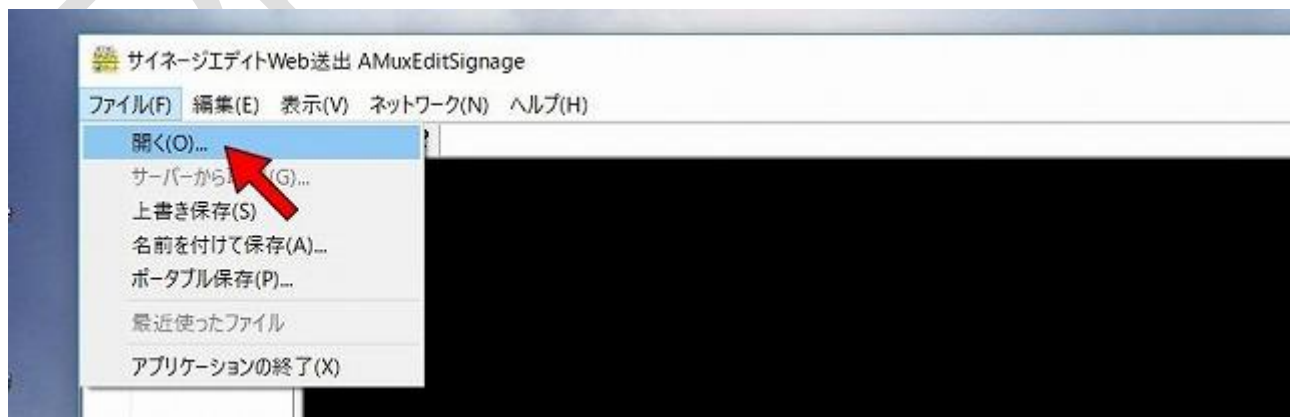 サイネージエディトWeb送出 AMuxEditSignage
ファイル(F) 編集(E) 表示(V) ネットワーク(N) ヘルプ(H)
開く(O)...
サーバーから (G)...
上書き保存(S)
名前を付けて保存(A)...
ポータブル保存(P)...
最近使ったファイル
アプリケーションの終了(X)